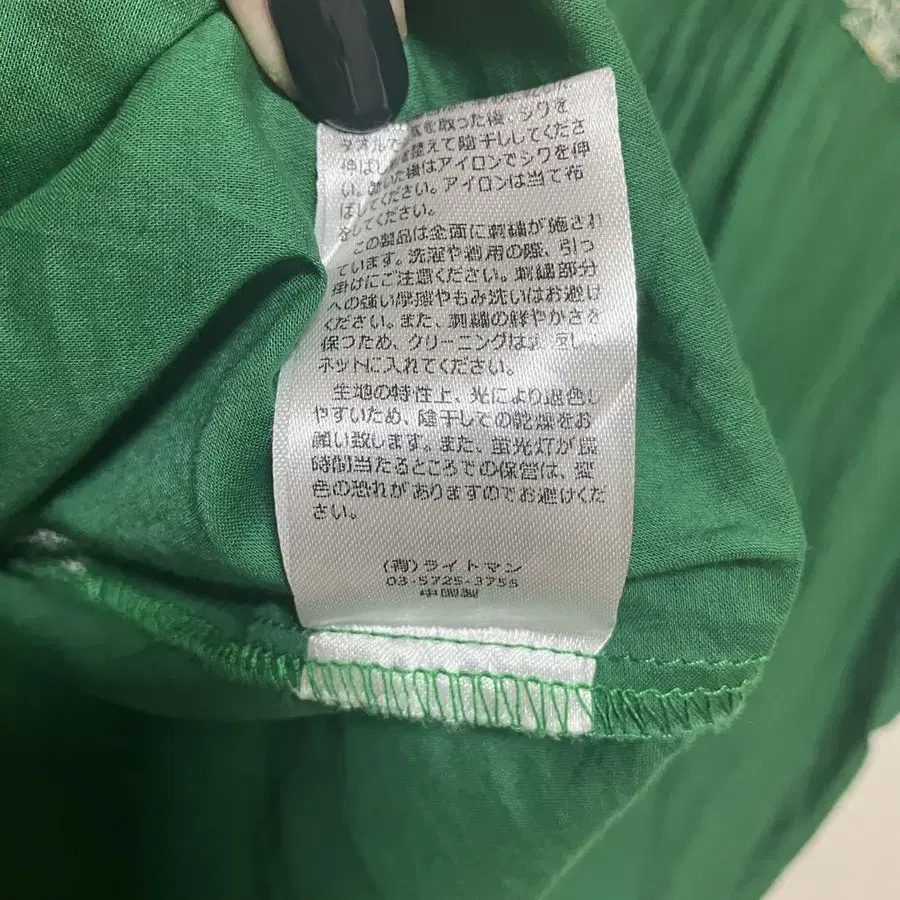 を取った後、シワを
タオルで を整えて陰干ししてくださ
い。乾いた後はアイロンでシワを伸
ばしてください。アイロンは当て布
をしてください。
この製品は全面に刺繍が施され
ています。洗濯や着用の際、引っ
掛けにご注意ください。刺繍部分
への強い摩擦やもみ洗いはお避け
ください。また、刺繍の鮮やかさを
保つため、クリーニングは
ネットに入れてください。
生地の特性上、光により退色し
やすいため、陰干しての乾燥をお
願い致します。また、蛍光灯が長
時間当たるところでの保管は、変
色の恐れがありますのでお避けくだ
さい。
(有)ライトマン
03-5725-3755
中国製